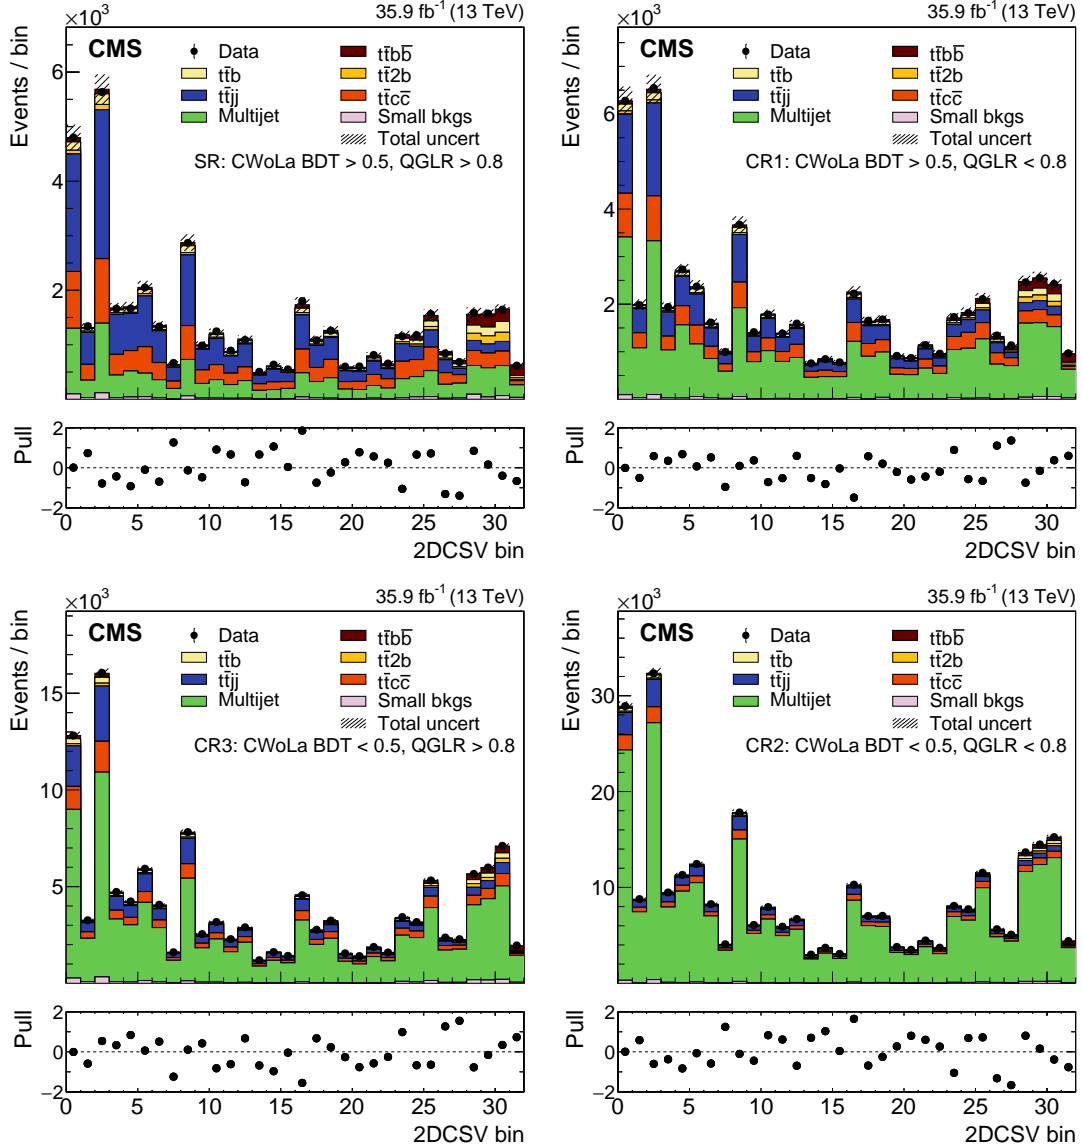 ×10³ 35.9 fb⁻¹ (13 TeV)
Events / bin
CMS
Data
tt̄bb̄
tt̄b
tt̄2b
tt̄jj
tt̄cc̄
Multijet
Small bkgs
Total uncert
SR: CWoLa BDT > 0.5, QGLR > 0.8
6
4
2
Pull
2
0
−2
0 5 10 15 20 25 30
2DCSV bin
×10³ 35.9 fb⁻¹ (13 TeV)
Events / bin
CMS
Data
tt̄bb̄
tt̄b
tt̄2b
tt̄jj
tt̄cc̄
Multijet
Small bkgs
Total uncert
CR1: CWoLa BDT > 0.5, QGLR < 0.8
6
4
2
Pull
2
0
−2
0 5 10 15 20 25 30
2DCSV bin
×10³ 35.9 fb⁻¹ (13 TeV)
Events / bin
CMS
Data
tt̄bb̄
tt̄b
tt̄2b
tt̄jj
tt̄cc̄
Multijet
Small bkgs
Total uncert
CR3: CWoLa BDT < 0.5, QGLR > 0.8
15
10
5
Pull
2
0
−2
0 5 10 15 20 25 30
2DCSV bin
×10³ 35.9 fb⁻¹ (13 TeV)
Events / bin
CMS
Data
tt̄bb̄
tt̄b
tt̄2b
tt̄jj
tt̄cc̄
Multijet
Small bkgs
Total uncert
CR2: CWoLa BDT < 0.5, QGLR < 0.8
30
20
10
Pull
2
0
−2
0 5 10 15 20 25 30
2DCSV bin